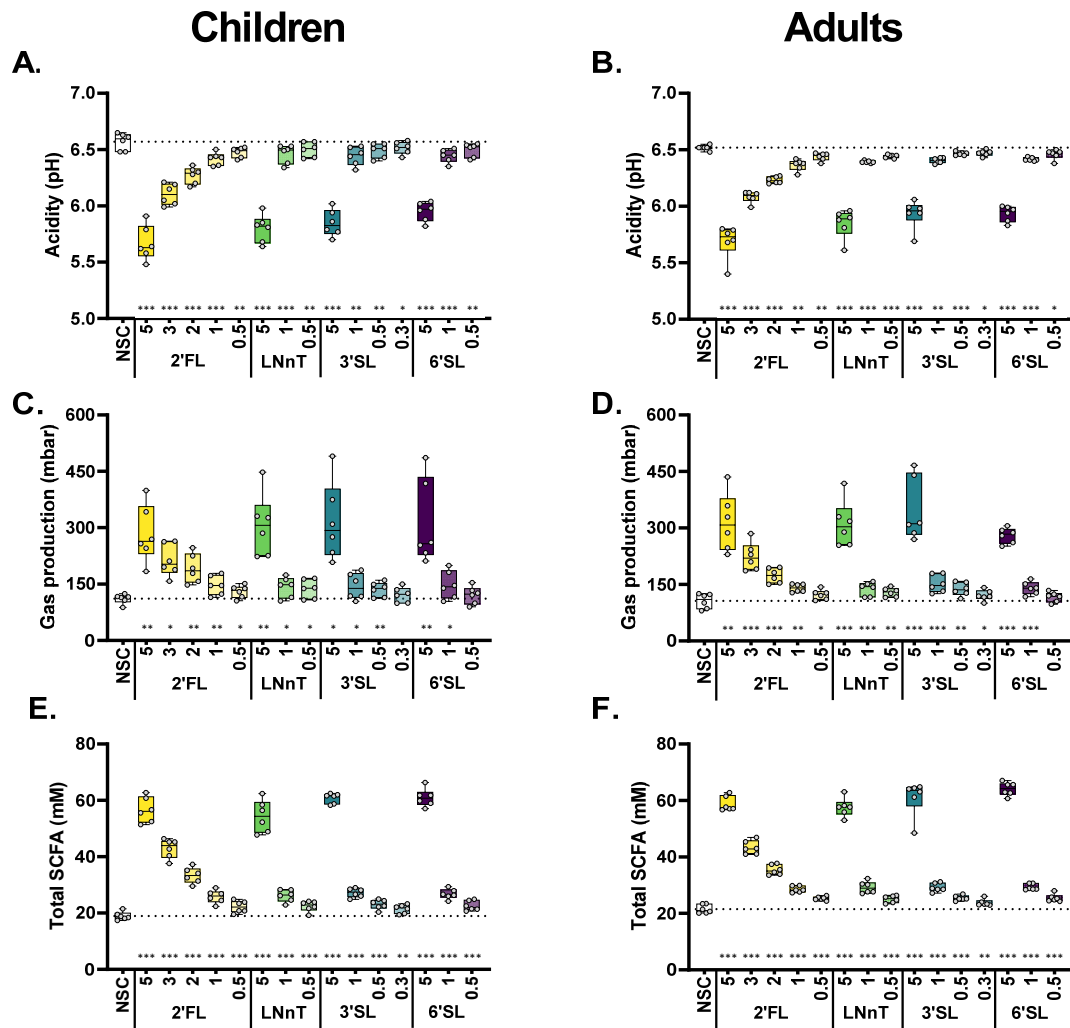 Children
Adults
A.
Acidity (pH)
7.0
6.5
6.0
5.5
5.0
*** *** *** *** ** *** *** ** *** ** ** * *** *** **
NSC 5 3 2 1 0.5 5 1 0.5 5 1 0.5 0.3 5 1 0.5
2'FL LNnT 3'SL 6'SL
B.
Acidity (pH)
7.0
6.5
6.0
5.5
5.0
*** *** *** ** ** *** *** *** *** ** *** * *** *** *
NSC 5 3 2 1 0.5 5 1 0.5 5 1 0.5 0.3 5 1 0.5
2'FL LNnT 3'SL 6'SL
C.
Gas production (mbar)
600
450
300
150
0
** * ** ** * ** * ** * * ** ** *
NSC 5 3 2 1 0.5 5 1 0.5 5 1 0.5 0.3 5 1 0.5
2'FL LNnT 3'SL 6'SL
D.
Gas production (mbar)
600
450
300
150
0
** *** *** ** * *** *** ** *** *** ** * *** ***
NSC 5 3 2 1 0.5 5 1 0.5 5 1 0.5 0.3 5 1 0.5
2'FL LNnT 3'SL 6'SL
E.
Total SCFA (mM)
80
60
40
20
0
*** *** *** *** *** *** *** *** *** *** *** ** *** *** ***
NSC 5 3 2 1 0.5 5 1 0.5 5 1 0.5 0.3 5 1 0.5
2'FL LNnT 3'SL 6'SL
F.
Total SCFA (mM)
80
60
40
20
0
*** *** *** *** *** *** *** *** *** *** *** ** *** *** ***
NSC 5 3 2 1 0.5 5 1 0.5 5 1 0.5 0.3 5 1 0.5
2'FL LNnT 3'SL 6'SL